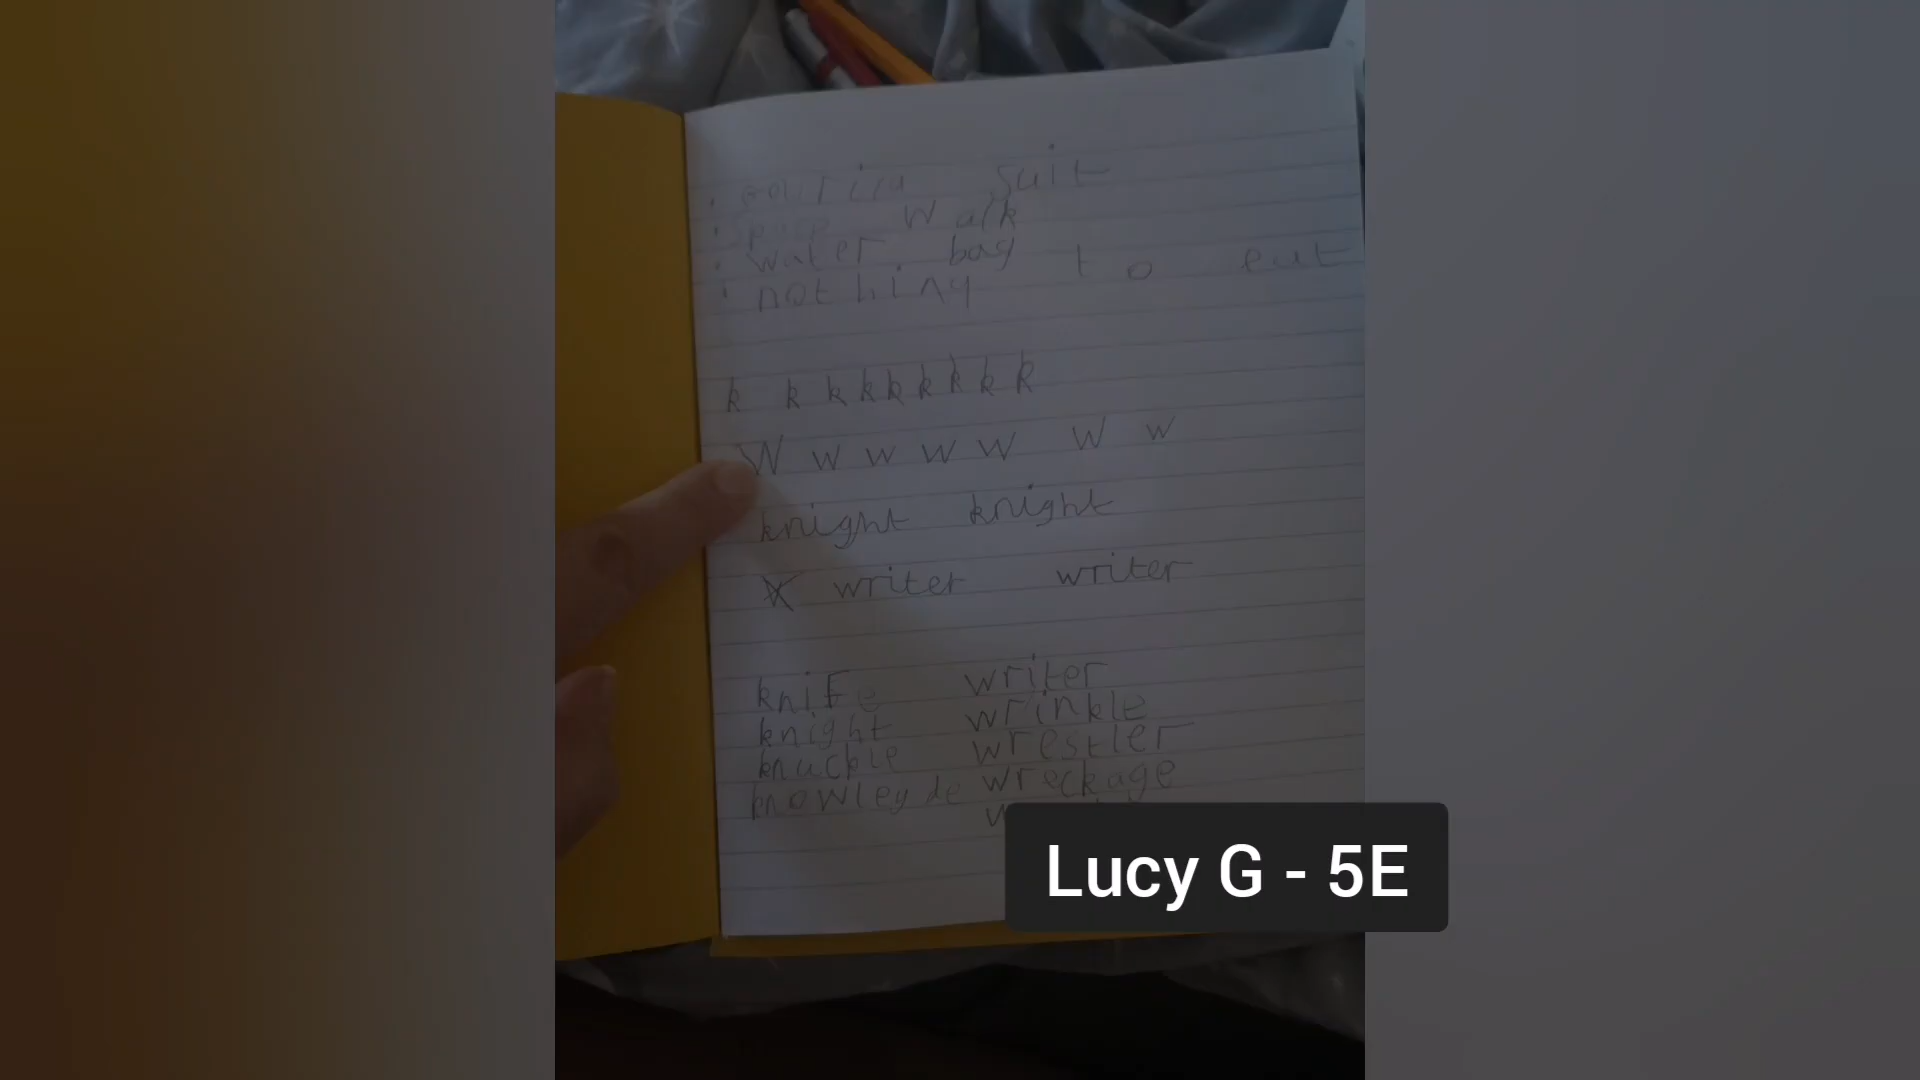 suit
walk
water bag
nothing to eat
k k k k k k k k k
W w w w w w w
knight knight
writer writer
knife writer
knight wrinkle
knuckle wrestler
knowleyde wreckage
Lucy G - 5E